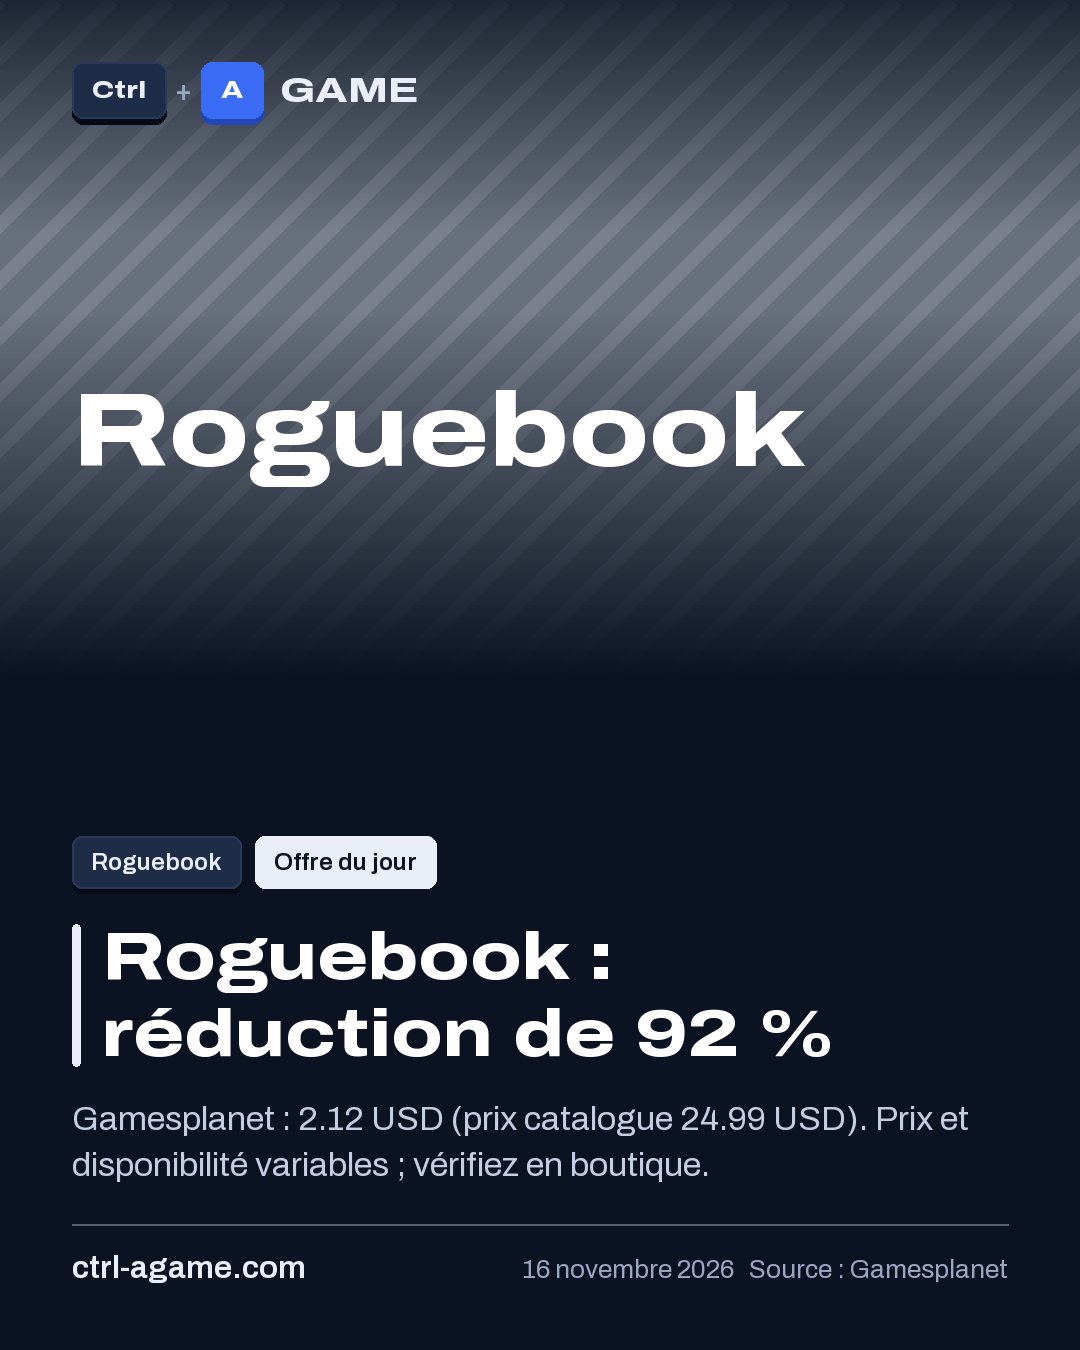 Ctrl + A GAME
Roguebook
Roguebook Offre du jour
Roguebook :
réduction de 92 %
Gamesplanet : 2.12 USD (prix catalogue 24.99 USD). Prix et
disponibilité variables ; vérifiez en boutique.
ctrl-agame.com 16 novembre 2026 Source : Gamesplanet